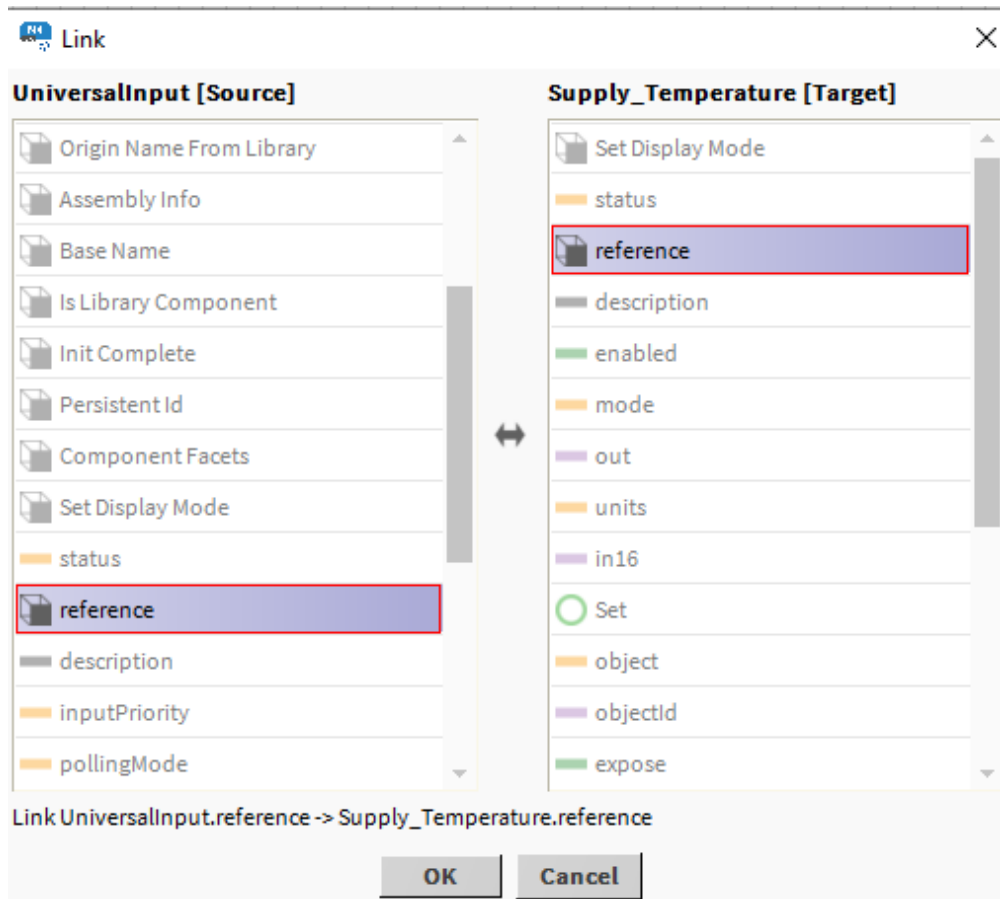 N4
Link
UniversalInput [Source]
Origin Name From Library
Assembly Info
Base Name
Is Library Component
Init Complete
Persistent Id
Component Facets
Set Display Mode
status
reference
description
inputPriority
pollingMode
Supply_Temperature [Target]
Set Display Mode
status
reference
description
enabled
mode
out
units
in16
Set
object
objectId
expose
Link UniversalInput.reference -> Supply_Temperature.reference
OK
Cancel